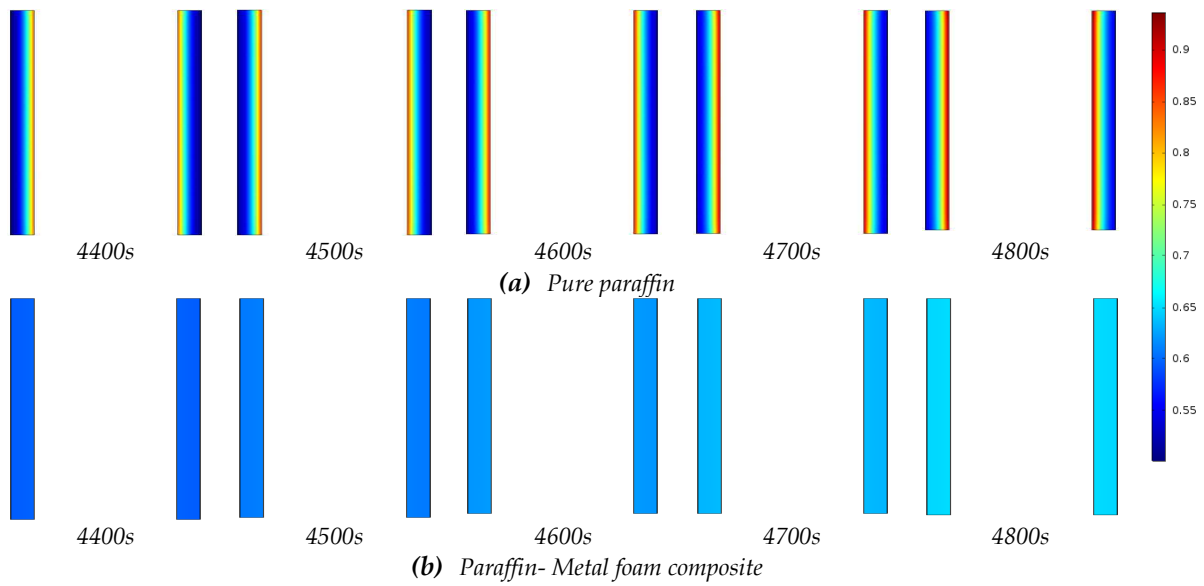 0.9
0.85
0.8
0.75
0.7
0.65
0.6
0.55
4400s 4500s 4600s 4700s 4800s
(a) Pure paraffin
4400s 4500s 4600s 4700s 4800s
(b) Paraffin- Metal foam composite